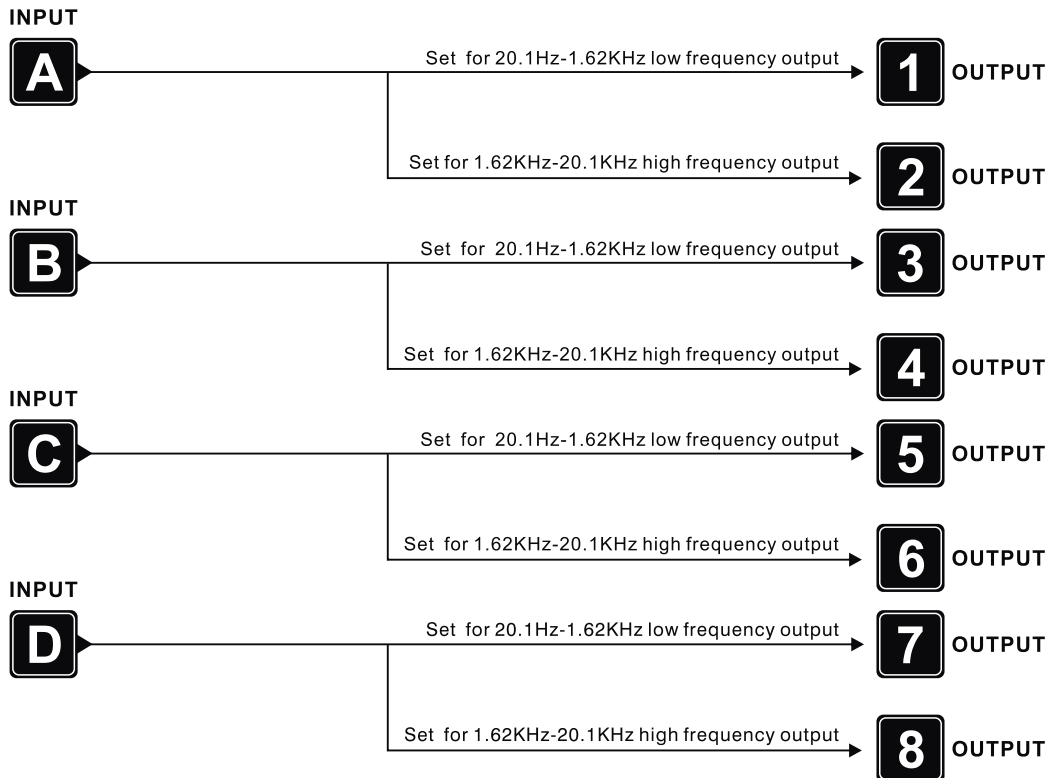 INPUT
A
Set for 20.1Hz-1.62KHz low frequency output
1 OUTPUT
Set for 1.62KHz-20.1KHz high frequency output
2 OUTPUT
INPUT
B
Set for 20.1Hz-1.62KHz low frequency output
3 OUTPUT
Set for 1.62KHz-20.1KHz high frequency output
4 OUTPUT
INPUT
C
Set for 20.1Hz-1.62KHz low frequency output
5 OUTPUT
Set for 1.62KHz-20.1KHz high frequency output
6 OUTPUT
INPUT
D
Set for 20.1Hz-1.62KHz low frequency output
7 OUTPUT
Set for 1.62KHz-20.1KHz high frequency output
8 OUTPUT